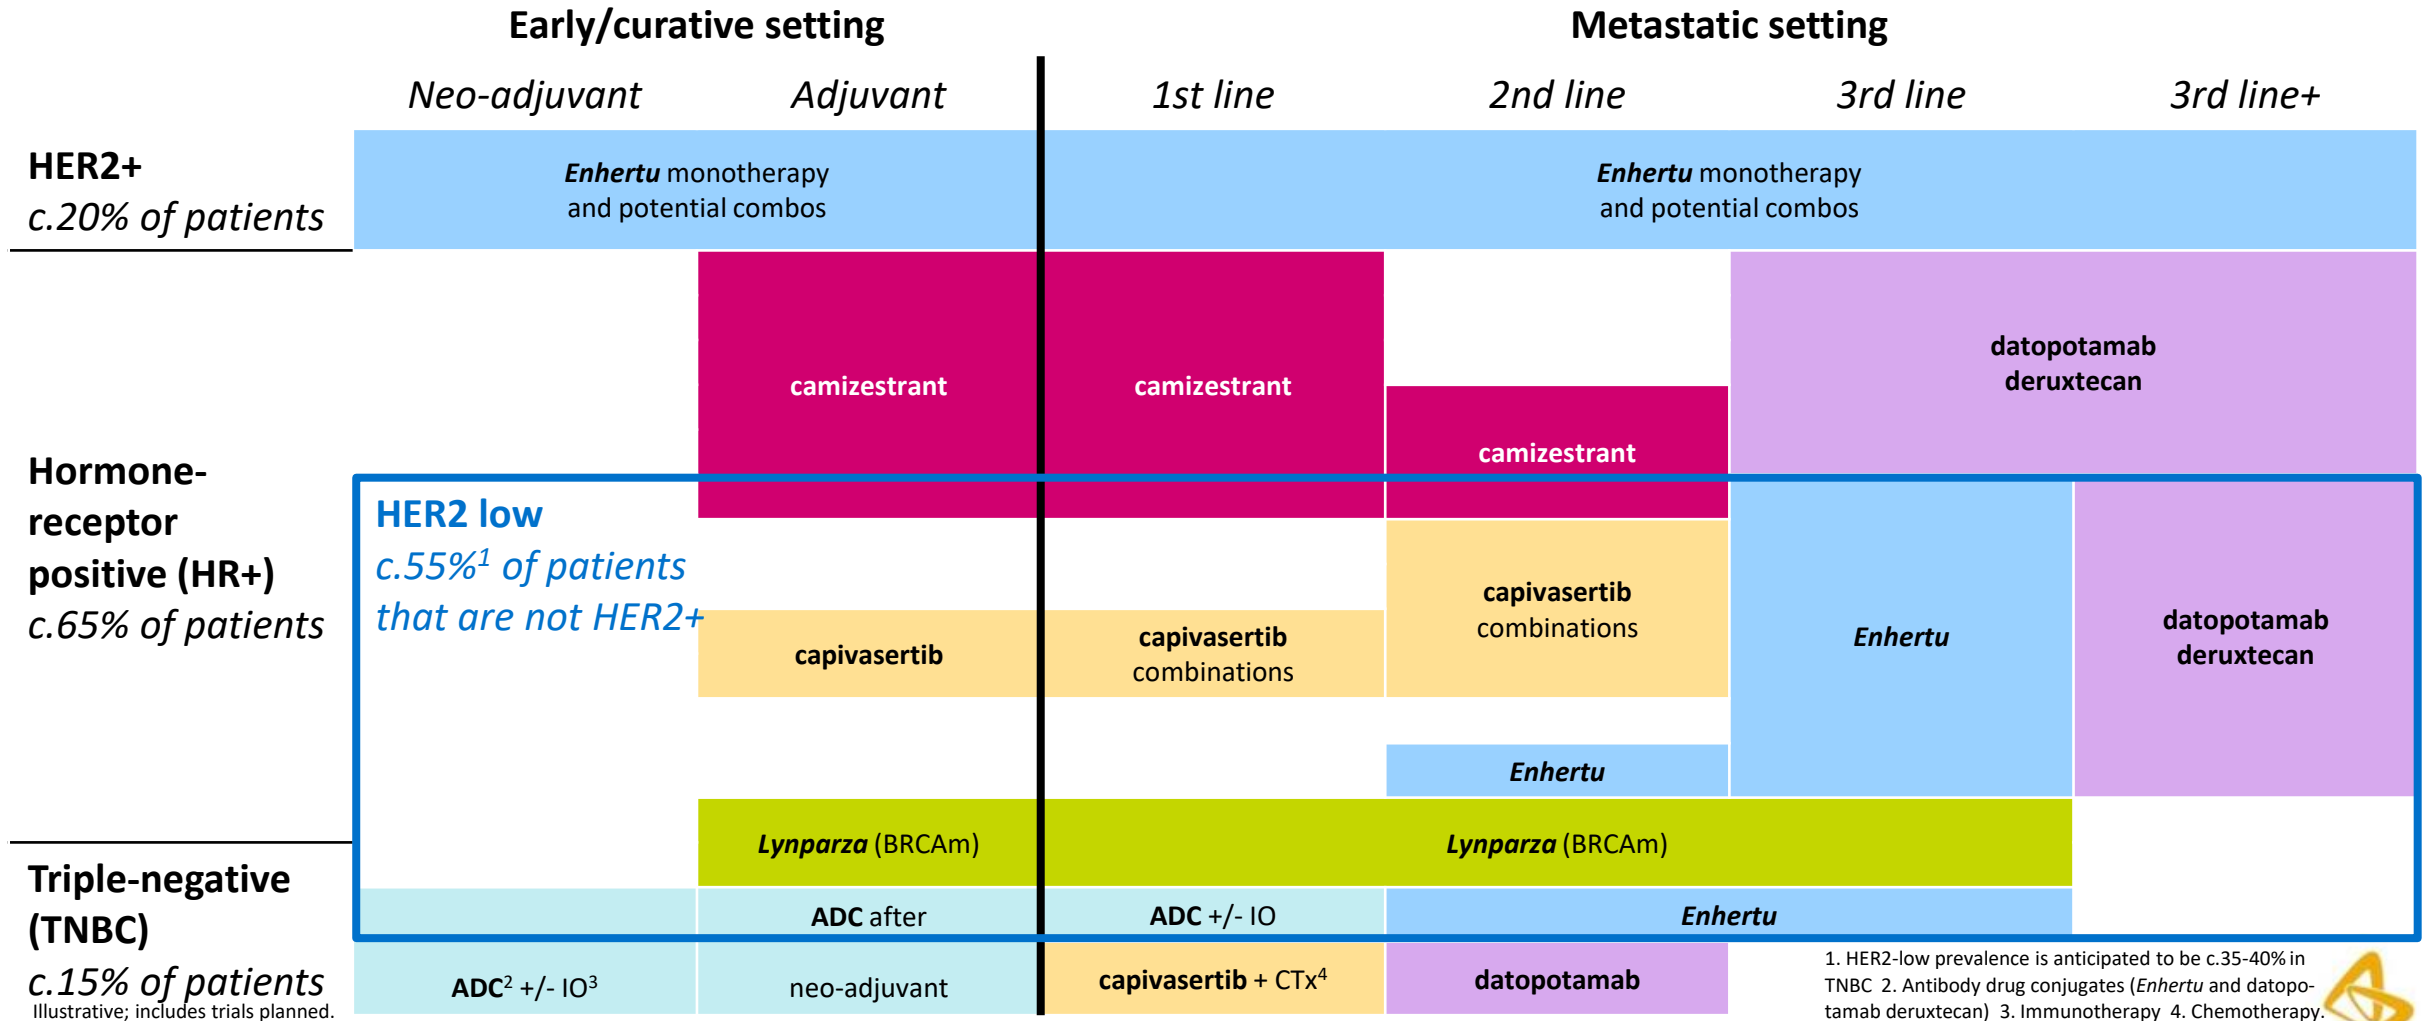 Early/curative setting
Metastatic setting
Neo-adjuvant
Adjuvant
1st line
2nd line
3rd line
3rd line+
HER2+
c.20% of patients
Enhertu monotherapy
and potential combos
Enhertu monotherapy
and potential combos
Hormone-
receptor
positive (HR+)
c.65% of patients
camizestrant
camizestrant
camizestrant
datopotamab
deruxtecan
HER2 low
c.55%¹ of patients
that are not HER2+
capivasertib
capivasertib
combinations
capivasertib
combinations
Enhertu
Enhertu
datopotamab
deruxtecan
Lynparza (BRCAm)
Lynparza (BRCAm)
Triple-negative
(TNBC)
c.15% of patients
ADC² +/- IO³
ADC after
neo-adjuvant
ADC +/- IO
Enhertu
capivasertib + CTx⁴
datopotamab
Illustrative; includes trials planned.
1. HER2-low prevalence is anticipated to be c.35-40% in
TNBC 2. Antibody drug conjugates (Enhertu and datopo-
tamab deruxtecan) 3. Immunotherapy 4. Chemotherapy.